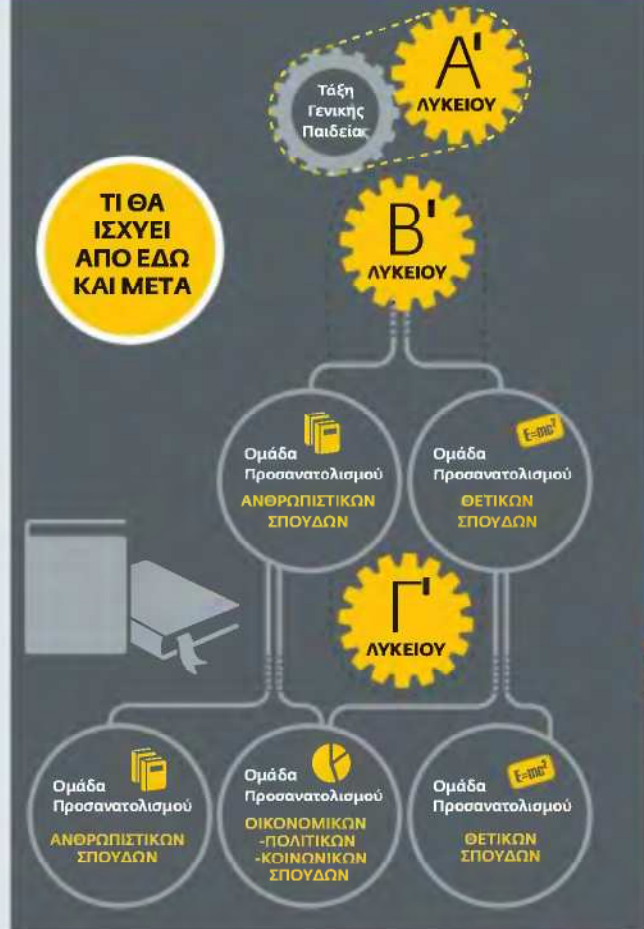 Α'
ΛΥΚΕΙΟΥ
Τάξη
Γενικής
Παιδείας
ΤΙ ΘΑ
ΙΣΧΥΕΙ
ΑΠΟ ΕΔΩ
ΚΑΙ ΜΕΤΑ
Β'
ΛΥΚΕΙΟΥ
Ομάδα
Προσανατολισμού
ΑΝΘΡΩΠΙΣΤΙΚΩΝ
ΣΠΟΥΔΩΝ
E=mc²
Ομάδα
Προσανατολισμού
ΘΕΤΙΚΩΝ
ΣΠΟΥΔΩΝ
Γ'
ΛΥΚΕΙΟΥ
Ομάδα
Προσανατολισμού
ΑΝΘΡΩΠΙΣΤΙΚΩΝ
ΣΠΟΥΔΩΝ
Ομάδα
Προσανατολισμού
ΟΙΚΟΝΟΜΙΚΩΝ
-ΠΟΛΙΤΙΚΩΝ
-ΚΟΙΝΩΝΙΚΩΝ
ΣΠΟΥΔΩΝ
E=mc²
Ομάδα
Προσανατολισμού
ΘΕΤΙΚΩΝ
ΣΠΟΥΔΩΝ